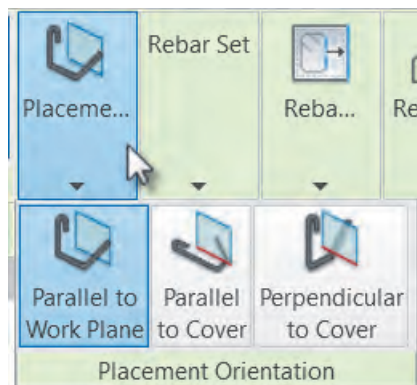 Rebar Set
Placeme...
Reba...
Re
Parallel to
Work Plane
Parallel
to Cover
Perpendicular
to Cover
Placement Orientation